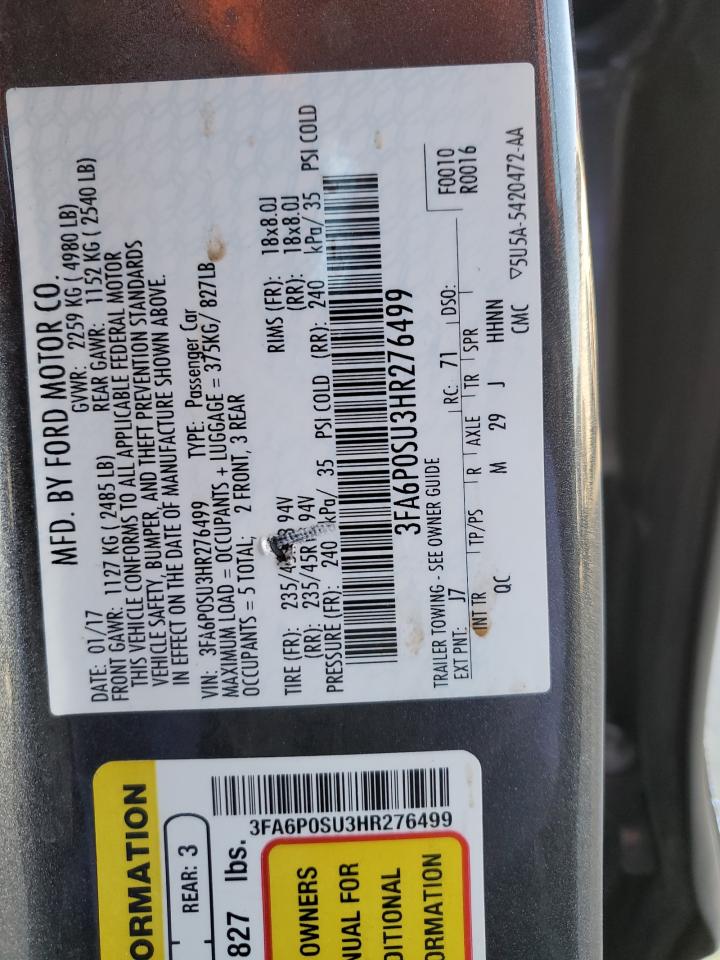 MFD. BY FORD MOTOR CO.
DATE: 01/17 GVWR: 2259 KG ( 4980 LB)
FRONT GAWR: 1127 KG ( 2485 LB) REAR GAWR: 1152 KG ( 2540 LB)
THIS VEHICLE CONFORMS TO ALL APPLICABLE FEDERAL MOTOR
VEHICLE SAFETY, BUMPER, AND THEFT PREVENTION STANDARDS
IN EFFECT ON THE DATE OF MANUFACTURE SHOWN ABOVE.
VIN: 3FA6P0SU3HR276499 TYPE: Passenger Car
MAXIMUM LOAD = OCCUPANTS + LUGGAGE = 375KG/ 827LB
OCCUPANTS = 5 TOTAL; 2 FRONT, 3 REAR
TIRE (FR): 235/45R 94V RIMS (FR): 18x8.0J
(RR): 235/45R 94V (RR): 18x8.0J
PRESSURE (FR): 240 kPa/ 35 PSI COLD (RR): 240 kPa/ 35 PSI COLD
3FA6P0SU3HR276499
TRAILER TOWING - SEE OWNER GUIDE
F0010
R0016
EXT PNT: J7 RC: 71 DSO:
INT TR TP/PS R AXLE TR SPR
QC M 29 J HHNN
CMC ▽5U5A-5420472-AA
ORMATION
REAR: 3
827 lbs.
3FA6P0SU3HR276499
OWNERS
NUAL FOR
DITIONAL
ORMATION